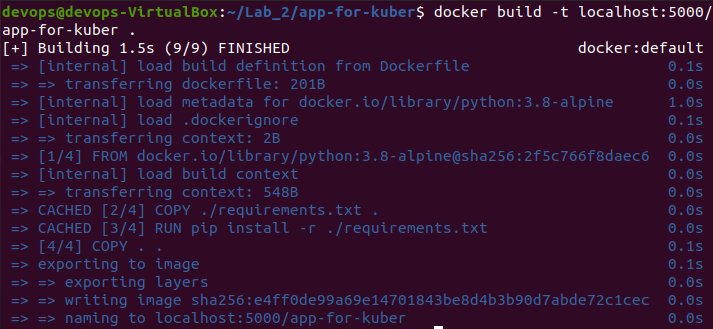 devops@devops-VirtualBox:~/Lab_2/app-for-kuber$ docker build -t localhost:5000/
app-for-kuber .
[+] Building 1.5s (9/9) FINISHED docker:default
=> [internal] load build definition from Dockerfile 0.1s
=> => transferring dockerfile: 201B 0.0s
=> [internal] load metadata for docker.io/library/python:3.8-alpine 1.0s
=> [internal] load .dockerignore 0.1s
=> => transferring context: 2B 0.0s
=> [1/4] FROM docker.io/library/python:3.8-alpine@sha256:2f5c766f8daec6 0.0s
=> [internal] load build context 0.0s
=> => transferring context: 548B 0.0s
=> CACHED [2/4] COPY ./requirements.txt . 0.0s
=> CACHED [3/4] RUN pip install -r ./requirements.txt 0.0s
=> [4/4] COPY . . 0.1s
=> exporting to image 0.1s
=> => exporting layers 0.0s
=> => writing image sha256:e4ff0de99a69e14701843be8d4b3b90d7abde72c1cec 0.0s
=> => naming to localhost:5000/app-for-kuber 0.0s